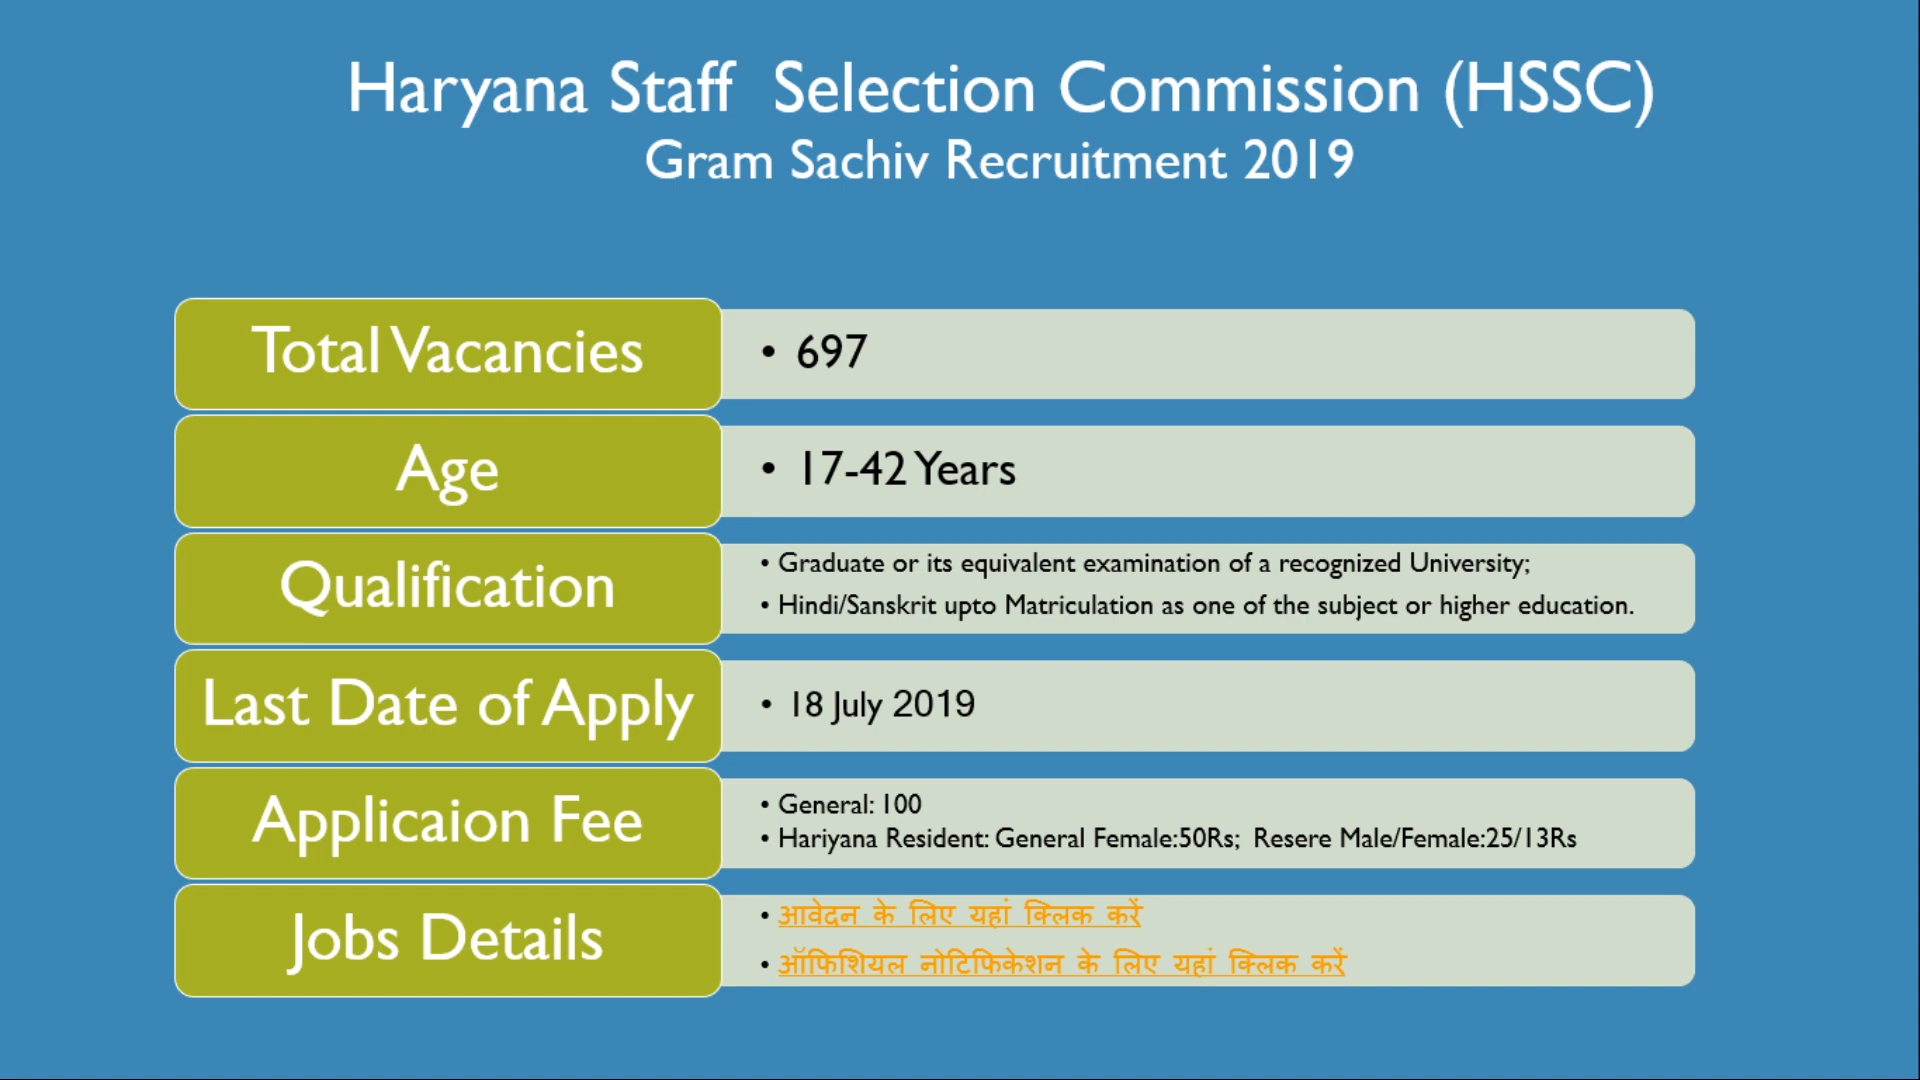 Haryana Staff Selection Commission (HSSC)
Gram Sachiv Recruitment 2019
Total Vacancies
• 697
Age
• 17-42 Years
Qualification
• Graduate or its equivalent examination of a recognized University;
• Hindi/Sanskrit upto Matriculation as one of the subject or higher education.
Last Date of Apply
• 18 July 2019
Applicaion Fee
• General: 100
• Hariyana Resident: General Female:50Rs; Resere Male/Female:25/13Rs
Jobs Details
• आवेदन के लिए यहां क्लिक करें
• ऑफिशियल नोटिफिकेशन के लिए यहां क्लिक करें